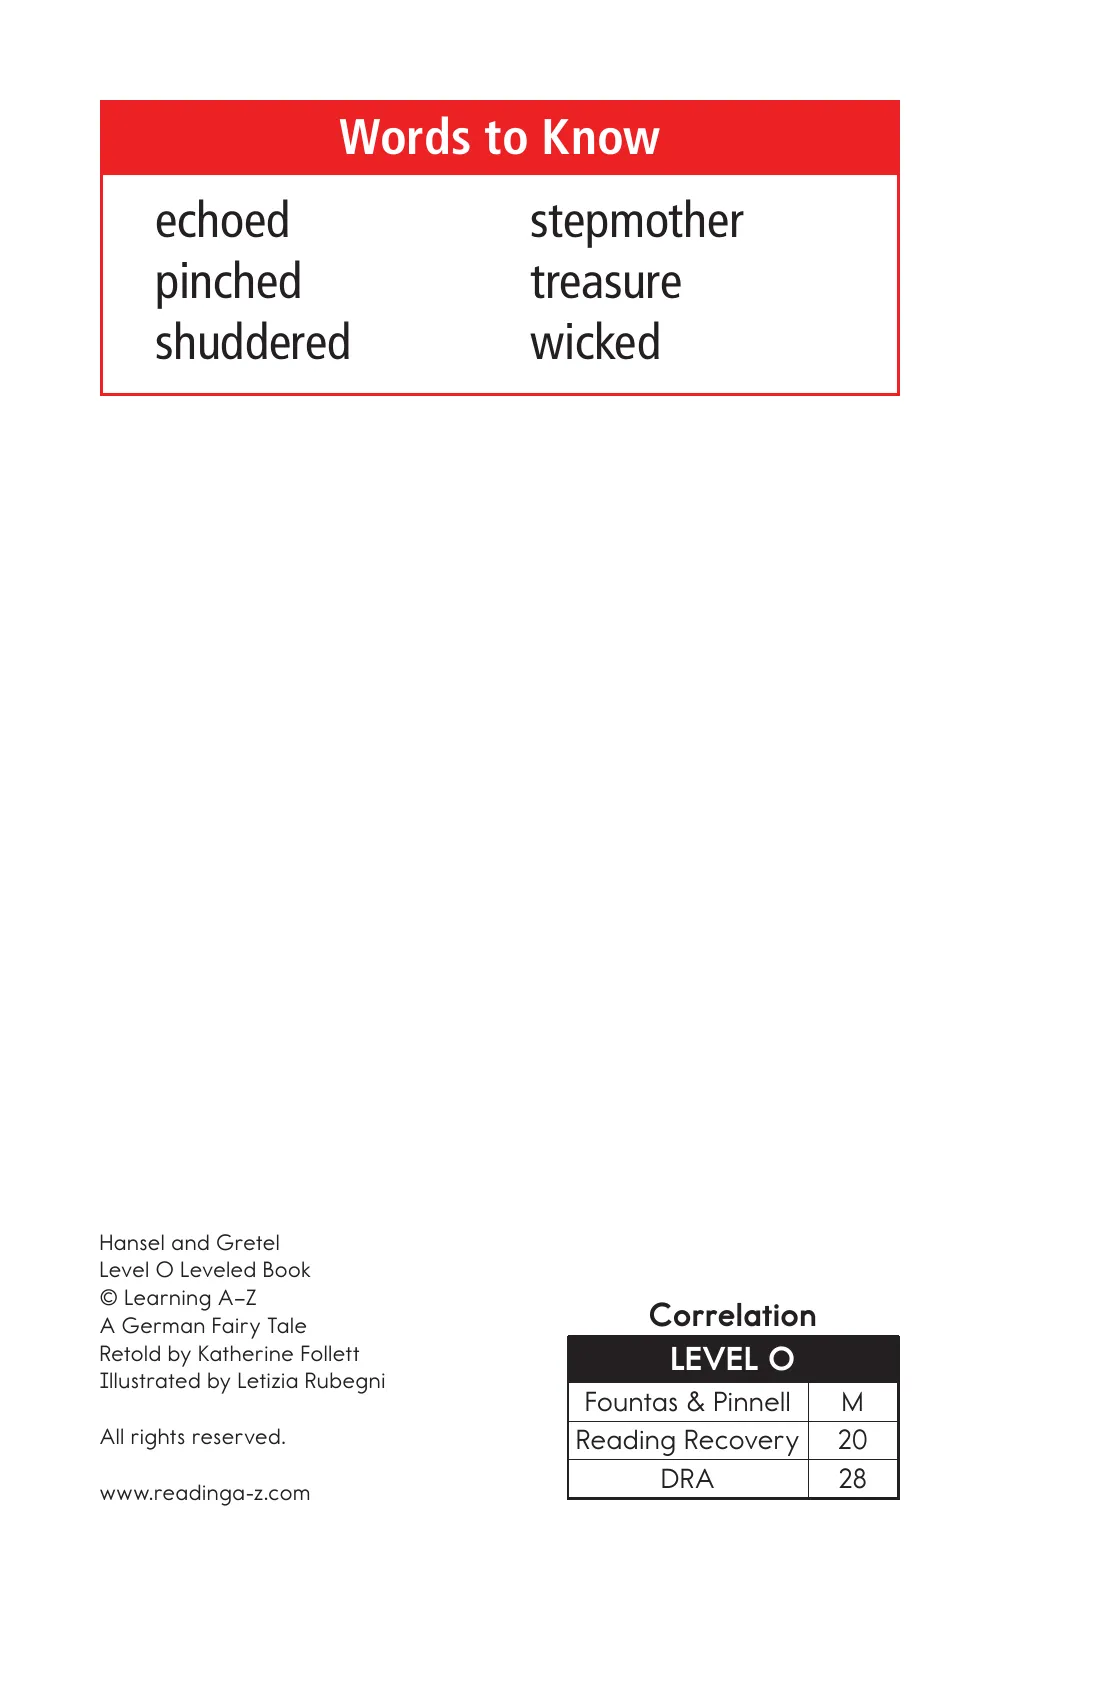 Words to Know
echoed
pinched
shuddered
stepmother
treasure
wicked
Hansel and Gretel
Level O Leveled Book
© Learning A–Z
A German Fairy Tale
Retold by Katherine Follett
Illustrated by Letizia Rubegni
All rights reserved.
www.readinga-z.com
Correlation
LEVEL O
Fountas & Pinnell M
Reading Recovery 20
DRA 28